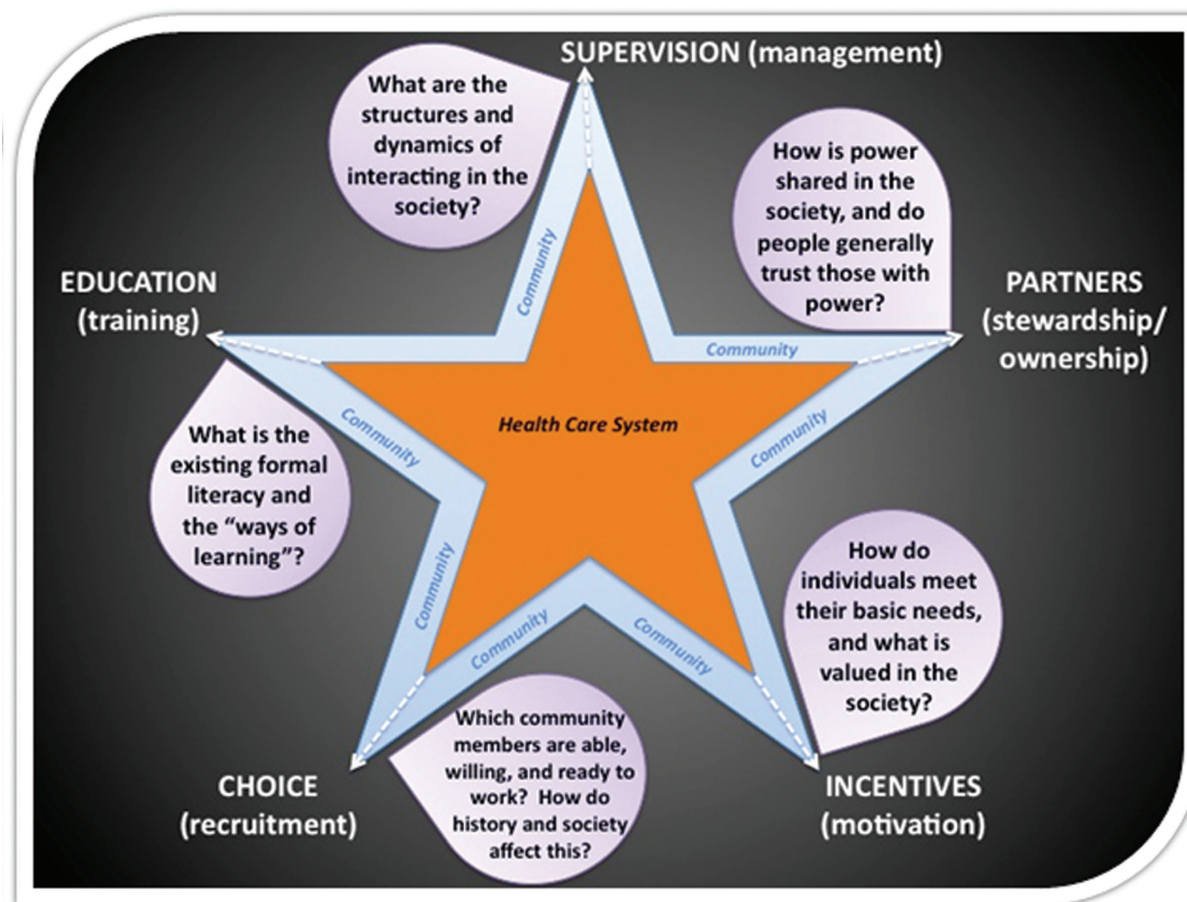 SUPERVISION (management)
What are the
structures and
dynamics of
interacting in the
society?
How is power
shared in the
society, and do
people generally
trust those with
power?
EDUCATION
(training)
PARTNERS
(stewardship/
ownership)
Community
Community
Health Care System
Community
Community
What is the
existing formal
literacy and
the “ways of
learning”?
How do
individuals meet
their basic needs,
and what is
valued in the
society?
Community
Community
Community
Which community
members are able,
willing, and ready to
work? How do
history and society
affect this?
CHOICE
(recruitment)
INCENTIVES
(motivation)